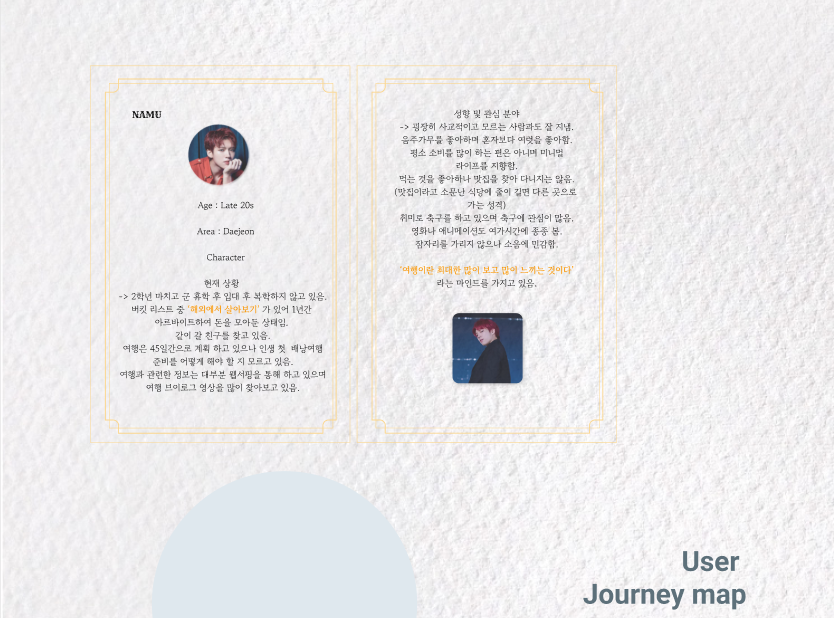 NAMU
Age : Late 20s
Area : Daejeon
Character
현재 상황
-> 2학년 마치고 군 휴학 후 입대 후 복학하지 않고 있음.
버킷 리스트 중 '해외에서 살아보기' 가 있어 1년간
아르바이트하여 돈을 모아둔 상태임.
같이 갈 친구를 찾고 있음.
여행은 45일간으로 계획 하고 있으나 인생 첫 배낭여행
준비를 어떻게 해야 할 지 모르고 있음.
여행과 관련한 정보는 대부분 웹서핑을 통해 하고 있으며
여행 브이로그 영상을 많이 찾아보고 있음.
성향 및 관심 분야
-> 굉장히 사교적이고 모르는 사람과도 잘 지냄.
음주가무를 좋아하며 혼자보다 여럿을 좋아함.
평소 소비를 많이 하는 편은 아니며 미니멀
라이프를 지향함.
먹는 것을 좋아하나 맛집을 찾아 다니지는 않음.
(맛집이라고 소문난 식당에 줄이 길면 다른 곳으로
가는 성격)
취미로 축구를 하고 있으며 축구에 관심이 많음.
영화나 애니메이션도 여가시간에 종종 봄.
잠자리를 가리지 않으나 소음에 민감함.
'여행이란 최대한 많이 보고 많이 느끼는 것이다'
라는 마인드를 가지고 있음.
User
Journey map